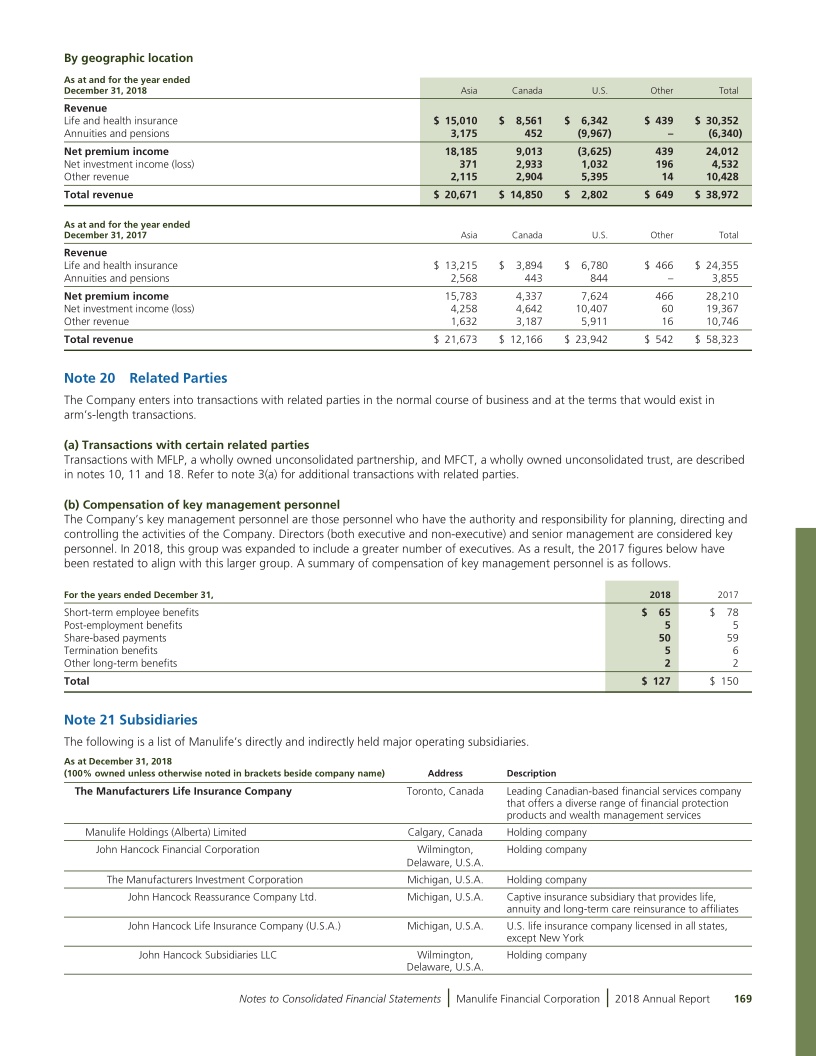 By geographic location
As at and for the year ended
December 31, 2018 Asia Canada U.S. Other Total
Revenue
Life and health insurance $ 15,010 $ 8,561 $ 6,342 $ 439 $ 30,352
Annuities and pensions 3,175 452 (9,967) – (6,340)
Net premium income 18,185 9,013 (3,625) 439 24,012
Net investment income (loss) 371 2,933 1,032 196 4,532
Other revenue 2,115 2,904 5,395 14 10,428
Total revenue $ 20,671 $ 14,850 $ 2,802 $ 649 $ 38,972
As at and for the year ended
December 31, 2017 Asia Canada U.S. Other Total
Revenue
Life and health insurance $ 13,215 $ 3,894 $ 6,780 $ 466 $ 24,355
Annuities and pensions 2,568 443 844 – 3,855
Net premium income 15,783 4,337 7,624 466 28,210
Net investment income (loss) 4,258 4,642 10,407 60 19,367
Other revenue 1,632 3,187 5,911 16 10,746
Total revenue $ 21,673 $ 12,166 $ 23,942 $ 542 $ 58,323
Note 20 Related Parties
The Company enters into transactions with related parties in the normal course of business and at the terms that would exist in
arm’s-length transactions.
(a) Transactions with certain related parties
Transactions with MFLP, a wholly owned unconsolidated partnership, and MFCT, a wholly owned unconsolidated trust, are described
in notes 10, 11 and 18. Refer to note 3(a) for additional transactions with related parties.
(b) Compensation of key management personnel
The Company’s key management personnel are those personnel who have the authority and responsibility for planning, directing and
controlling the activities of the Company. Directors (both executive and non-executive) and senior management are considered key
personnel. In 2018, this group was expanded to include a greater number of executives. As a result, the 2017 figures below have
been restated to align with this larger group. A summary of compensation of key management personnel is as follows.
For the years ended December 31, 2018 2017
Short-term employee benefits $ 65 $ 78
Post-employment benefits 5 5
Share-based payments 50 59
Termination benefits 5 6
Other long-term benefits 2 2
Total $ 127 $ 150
Note 21 Subsidiaries
The following is a list of Manulife’s directly and indirectly held major operating subsidiaries.
As at December 31, 2018
(100% owned unless otherwise noted in brackets beside company name) Address Description
The Manufacturers Life Insurance Company Toronto, Canada Leading Canadian-based financial services company
that offers a diverse range of financial protection
products and wealth management services
Manulife Holdings (Alberta) Limited Calgary, Canada Holding company
John Hancock Financial Corporation Wilmington, Holding company
Delaware, U.S.A.
The Manufacturers Investment Corporation Michigan, U.S.A. Holding company
John Hancock Reassurance Company Ltd. Michigan, U.S.A. Captive insurance subsidiary that provides life,
annuity and long-term care reinsurance to affiliates
John Hancock Life Insurance Company (U.S.A.) Michigan, U.S.A. U.S. life insurance company licensed in all states,
except New York
John Hancock Subsidiaries LLC Wilmington, Holding company
Delaware, U.S.A.
Notes to Consolidated Financial Statements | Manulife Financial Corporation | 2018 Annual Report 169